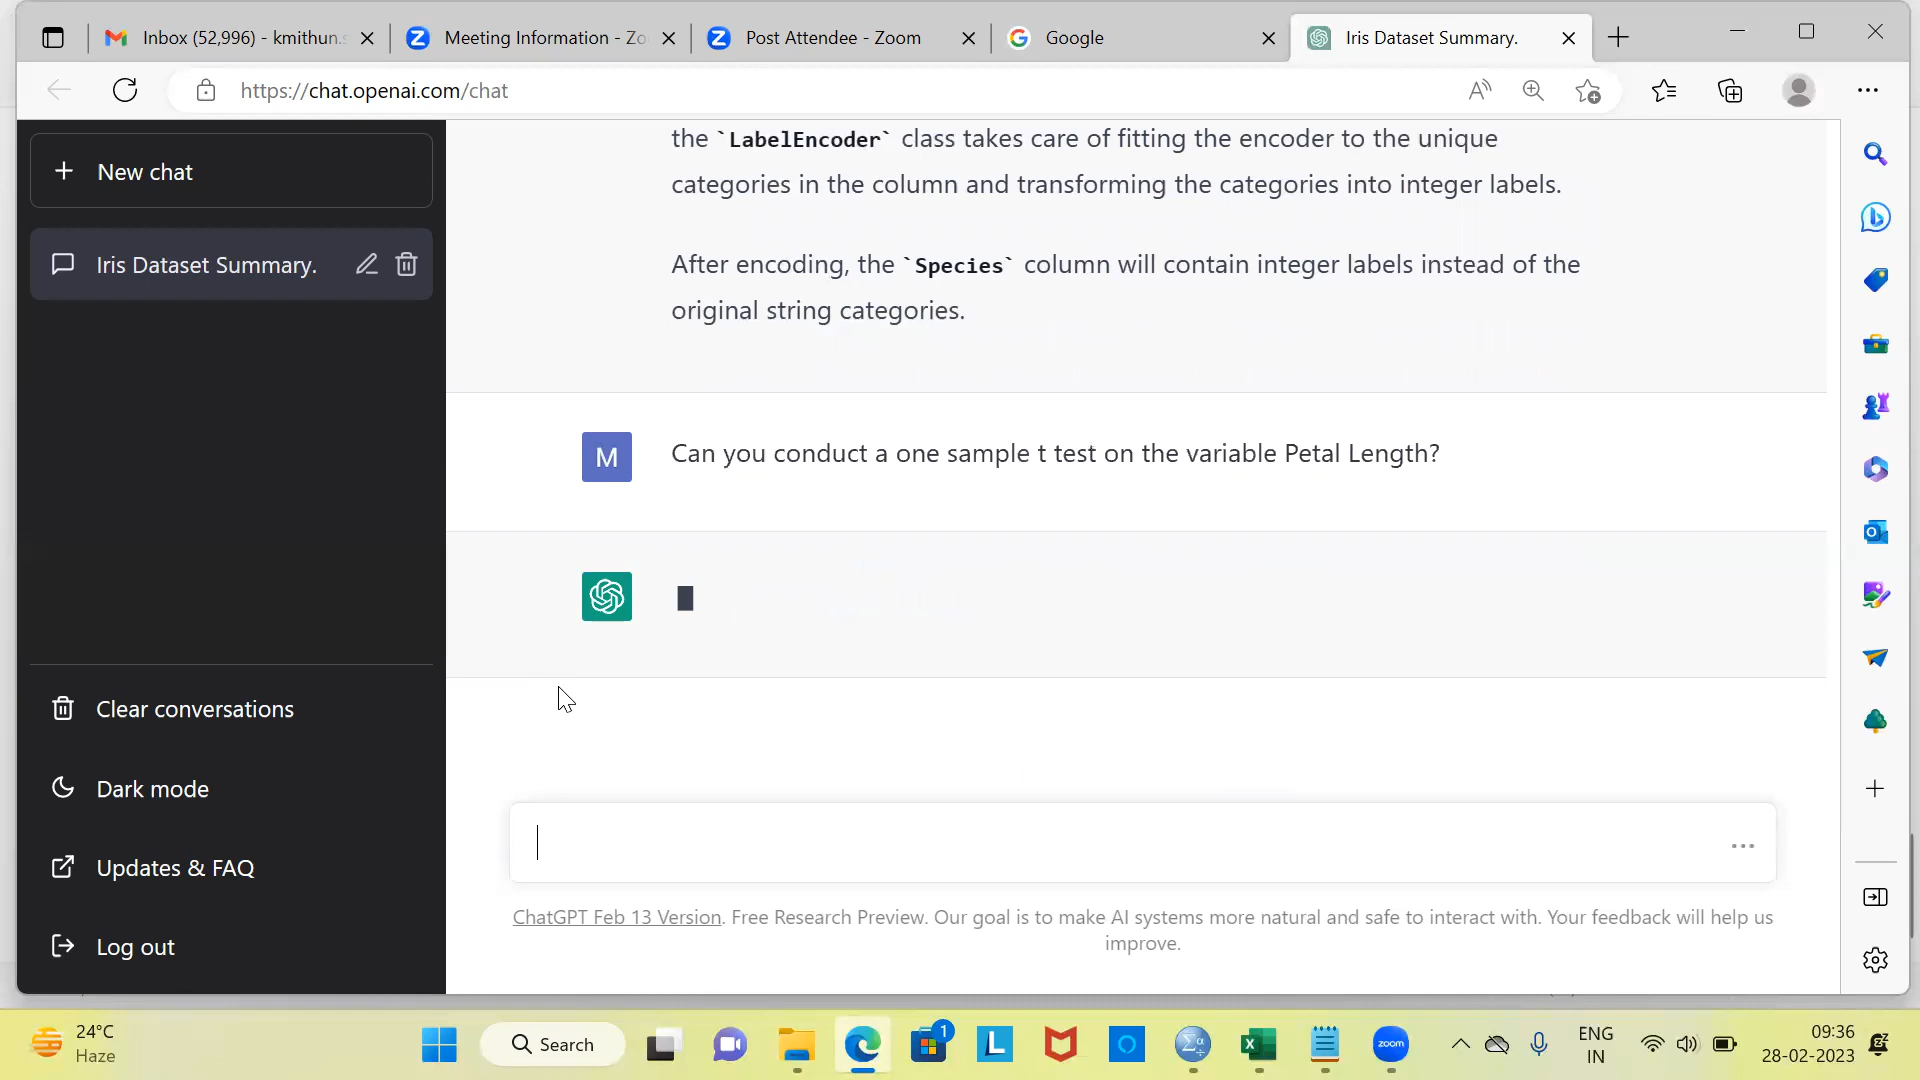 Inbox (52,996) - kmithun.s
Meeting Information - Zo
Post Attendee - Zoom
Google
Iris Dataset Summary.
https://chat.openai.com/chat
New chat
Iris Dataset Summary.
the `LabelEncoder` class takes care of fitting the encoder to the unique
categories in the column and transforming the categories into integer labels.
After encoding, the `Species` column will contain integer labels instead of the
original string categories.
M
Can you conduct a one sample t test on the variable Petal Length?
Clear conversations
Dark mode
Updates & FAQ
Log out
ChatGPT Feb 13 Version. Free Research Preview. Our goal is to make AI systems more natural and safe to interact with. Your feedback will help us
improve.
24°C
Haze
Search
1
L
zoom
ENG
IN
09:36
28-02-2023